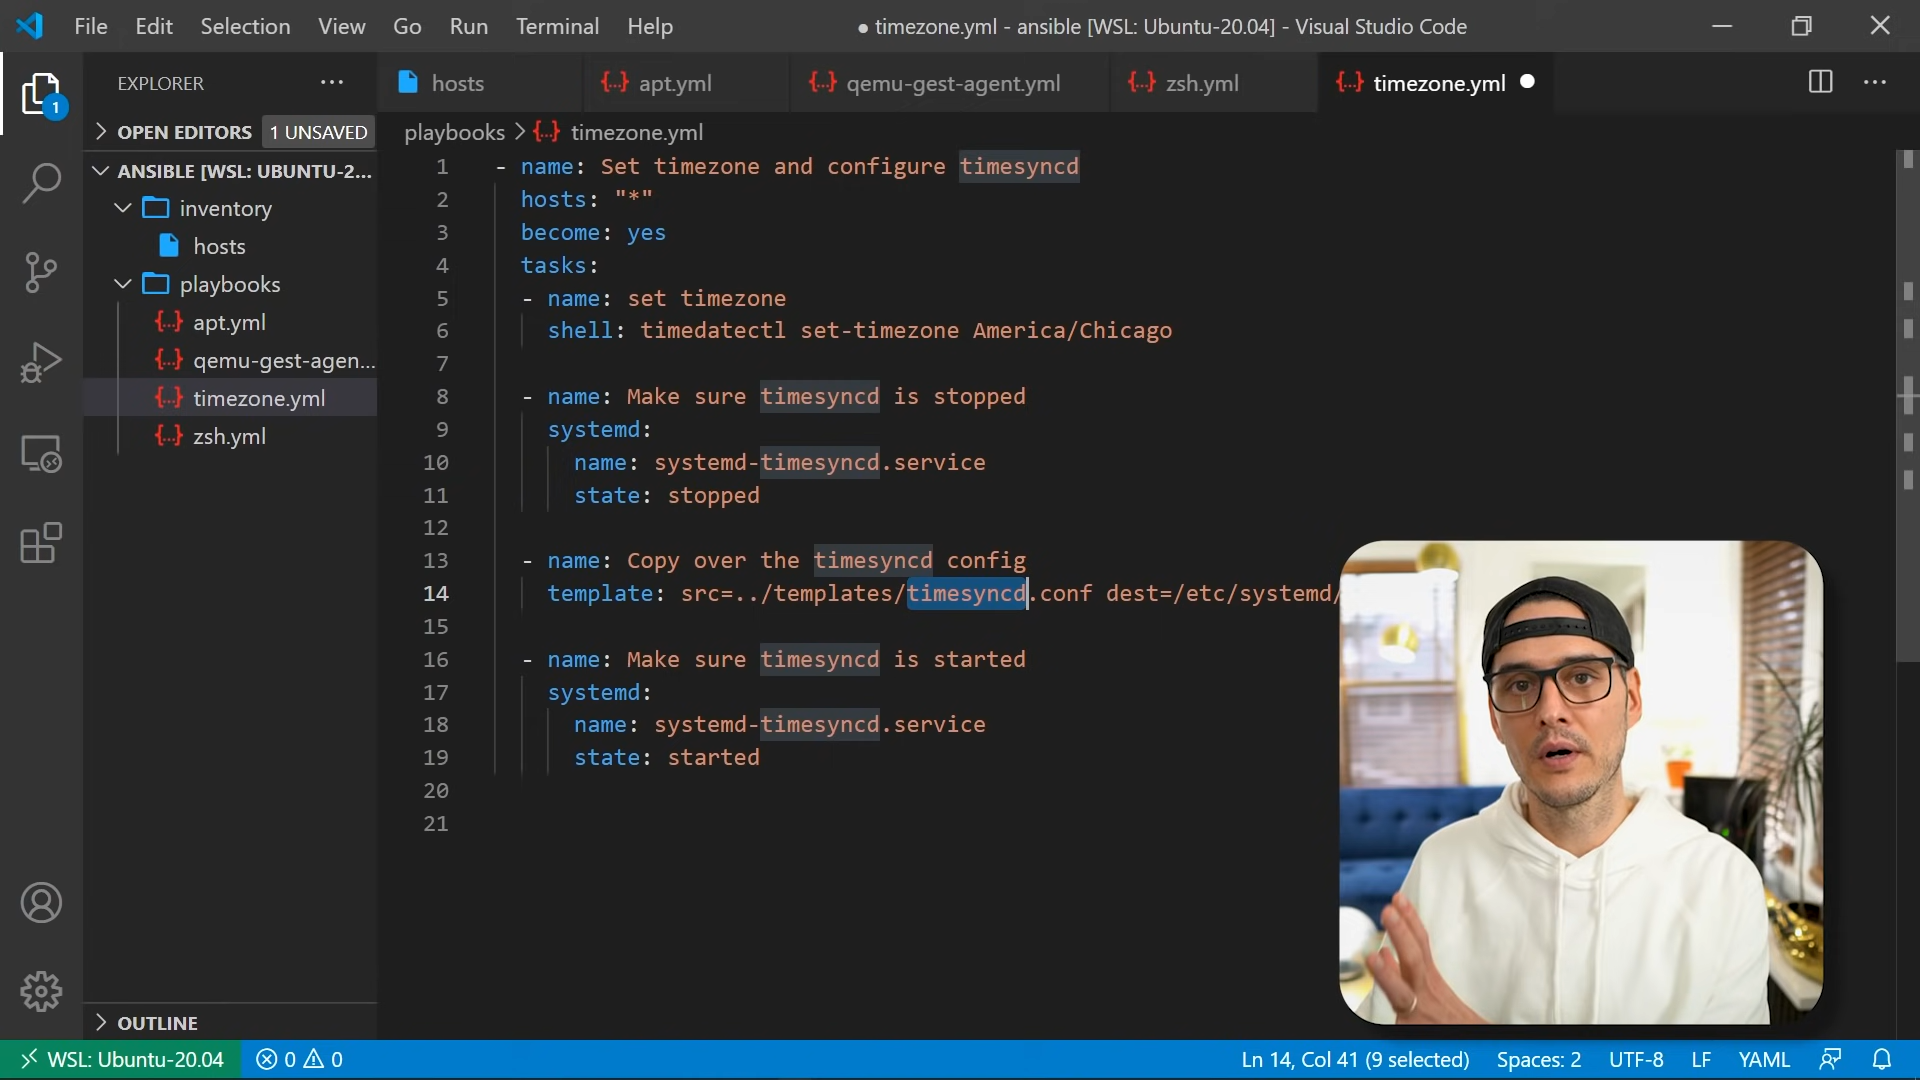 File Edit Selection View Go Run Terminal Help
● timezone.yml - ansible [WSL: Ubuntu-20.04] - Visual Studio Code
EXPLORER
hosts
apt.yml
qemu-gest-agent.yml
zsh.yml
timezone.yml
OPEN EDITORS 1 UNSAVED
ANSIBLE [WSL: UBUNTU-2...
inventory
hosts
playbooks
apt.yml
qemu-gest-agen...
timezone.yml
zsh.yml
OUTLINE
playbooks > timezone.yml
1 - name: Set timezone and configure timesyncd
2 hosts: "*"
3 become: yes
4 tasks:
5 - name: set timezone
6 shell: timedatectl set-timezone America/Chicago
7
8 - name: Make sure timesyncd is stopped
9 systemd:
10 name: systemd-timesyncd.service
11 state: stopped
12
13 - name: Copy over the timesyncd config
14 template: src=../templates/timesyncd.conf dest=/etc/systemd/
15
16 - name: Make sure timesyncd is started
17 systemd:
18 name: systemd-timesyncd.service
19 state: started
20
21
1
WSL: Ubuntu-20.04 0 0
Ln 14, Col 41 (9 selected) Spaces: 2 UTF-8 LF YAML